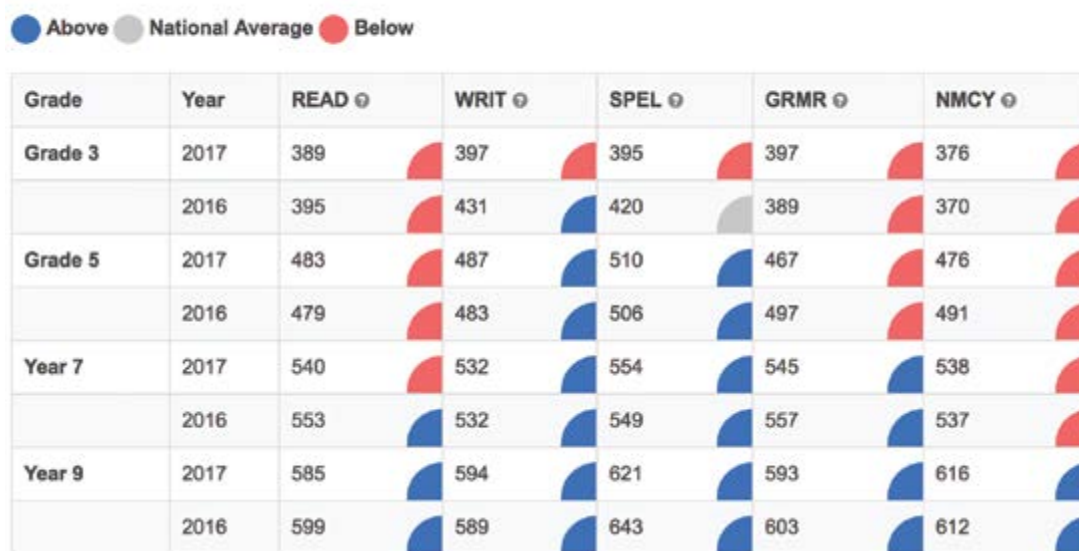 Above National Average Below
Grade Year READ WRIT SPEL GRMR NMCY
Grade 3 2017 389 397 395 397 376
2016 395 431 420 389 370
Grade 5 2017 483 487 510 467 476
2016 479 483 506 497 491
Year 7 2017 540 532 554 545 538
2016 553 532 549 557 537
Year 9 2017 585 594 621 593 616
2016 599 589 643 603 612